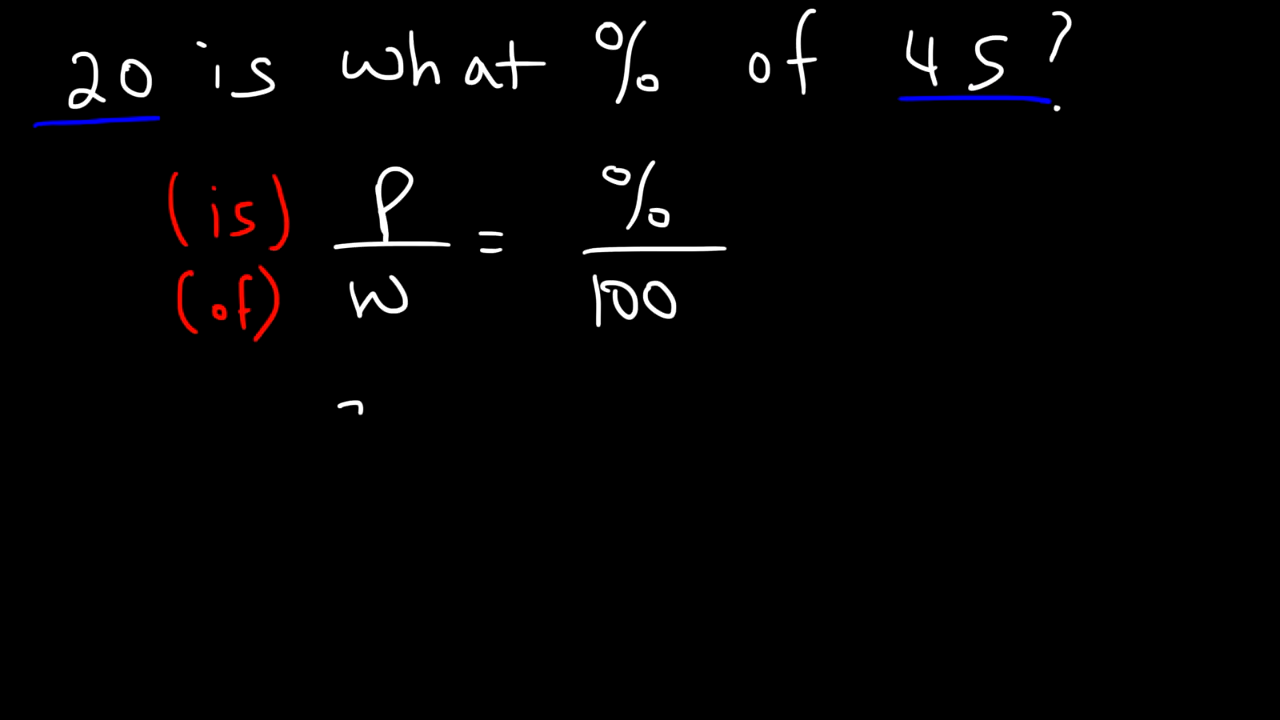 20 is what % of 45?
(is) P = %
(of) W 100